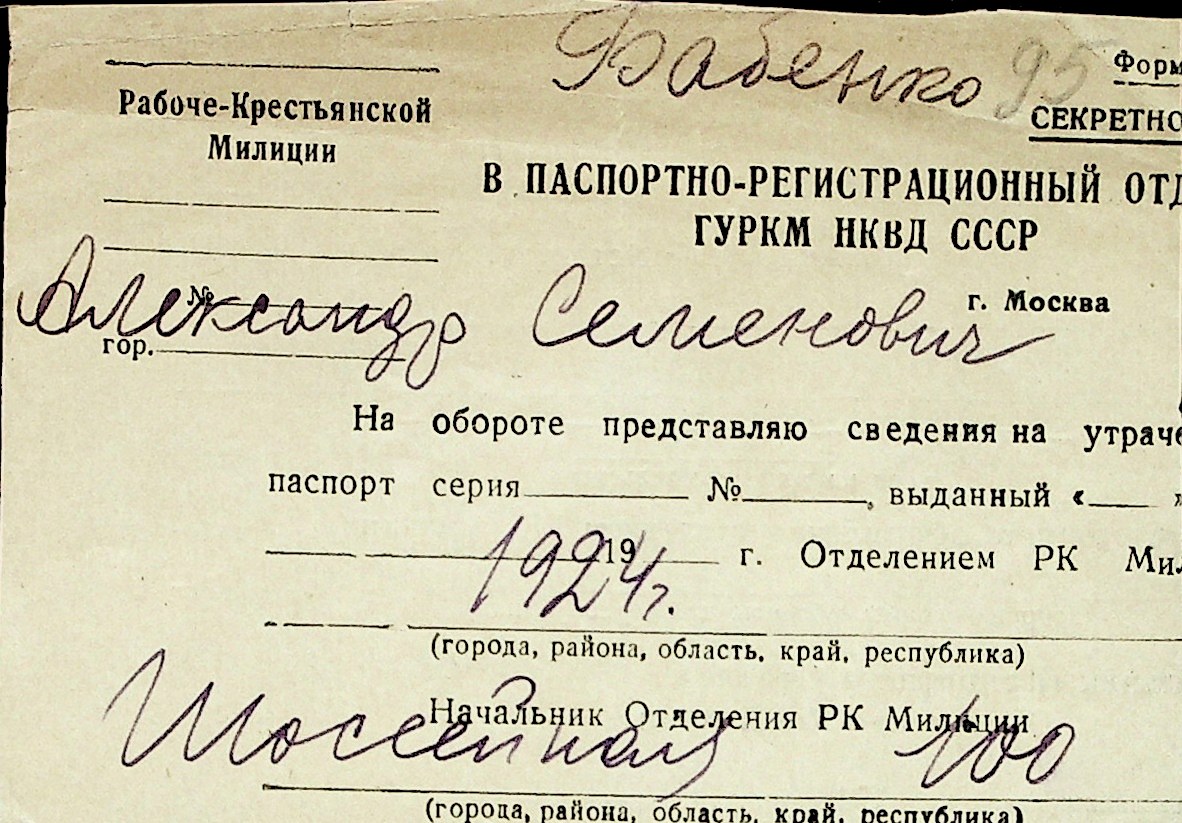 Бабенко 95 Форм
СЕКРЕТНО
Рабоче-Крестьянской
Милиции
В ПАСПОРТНО-РЕГИСТРАЦИОННЫЙ ОТД
ГУРКМ НКВД СССР
№ г. Москва
Александр Семенович
гор.
На обороте представляю сведения на утраче
паспорт серия № , выданный « »
19 г. Отделением РК Мил
1924 г.
(города, района, область, край, республика)
Начальник Отделения РК Милиции
Шоссейная 100
(города, района, область, край, республика)